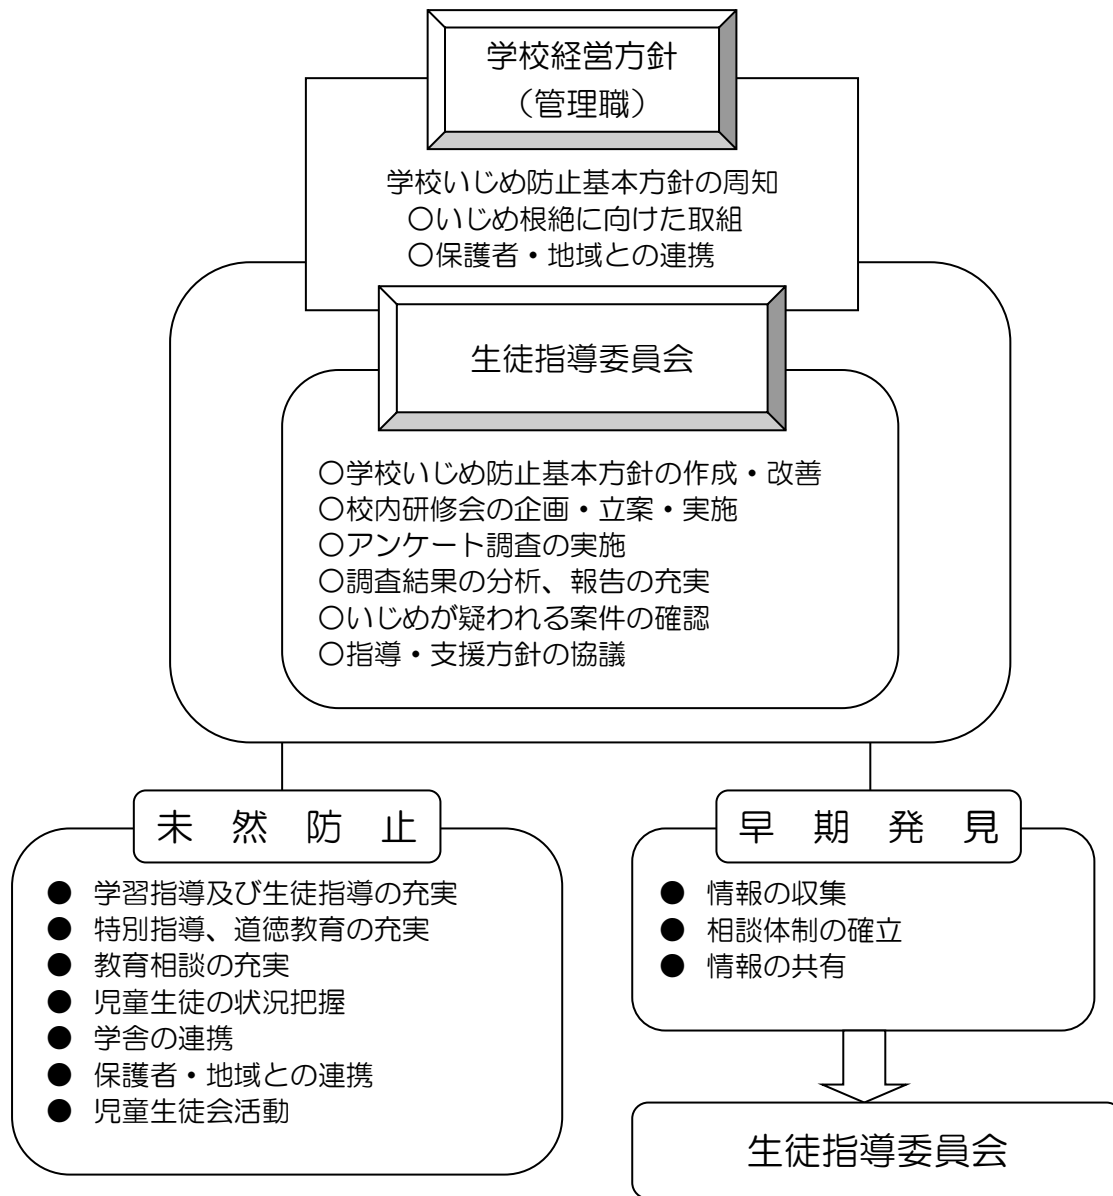 学校経営方針
（管理職）
学校いじめ防止基本方針の周知
〇いじめ根絶に向けた取組
〇保護者・地域との連携
生徒指導委員会
〇学校いじめ防止基本方針の作成・改善
〇校内研修会の企画・立案・実施
〇アンケート調査の実施
〇調査結果の分析、報告の充実
〇いじめが疑われる案件の確認
〇指導・支援方針の協議
未　然　防　止
● 学習指導及び生徒指導の充実
● 特別指導、道徳教育の充実
● 教育相談の充実
● 児童生徒の状況把握
● 学舎の連携
● 保護者・地域との連携
● 児童生徒会活動
早　期　発　見
● 情報の収集
● 相談体制の確立
● 情報の共有
生徒指導委員会